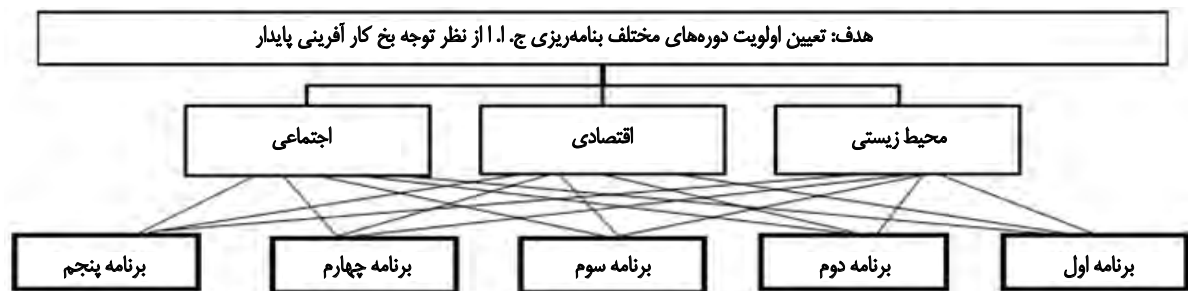 هدف: تعیین اولویت دوره‌های مختلف بنامه‌ریزی ج. ا. ا از نظر توجه بخ کار آفرینی پایدار
محیط زیستی
اقتصادی
اجتماعی
برنامه اول
برنامه دوم
برنامه سوم
برنامه چهارم
برنامه پنجم